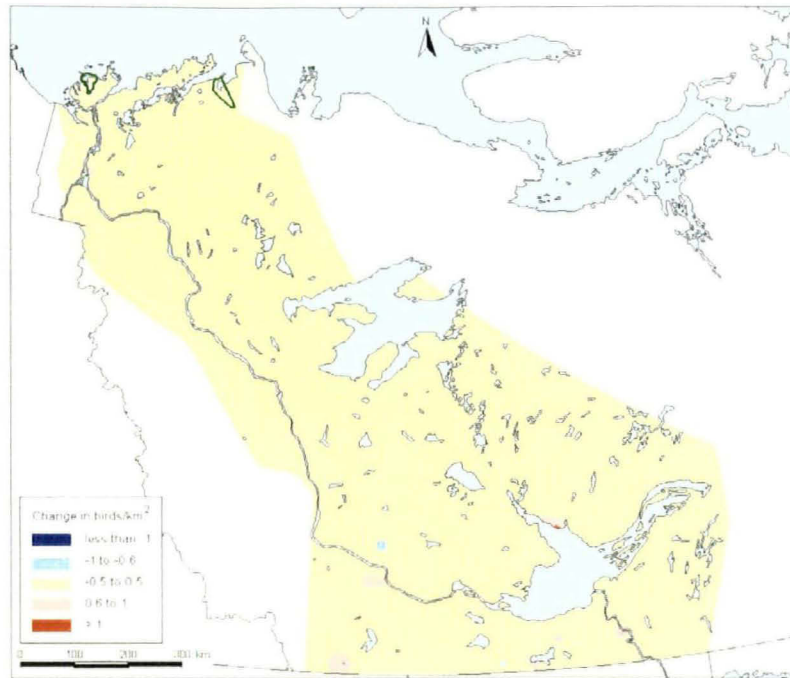 N
Change in birds/km²
less than -1
-1 to -0.6
-0.5 to 0.5
0.6 to 1
> 1
0 100 200 300 km